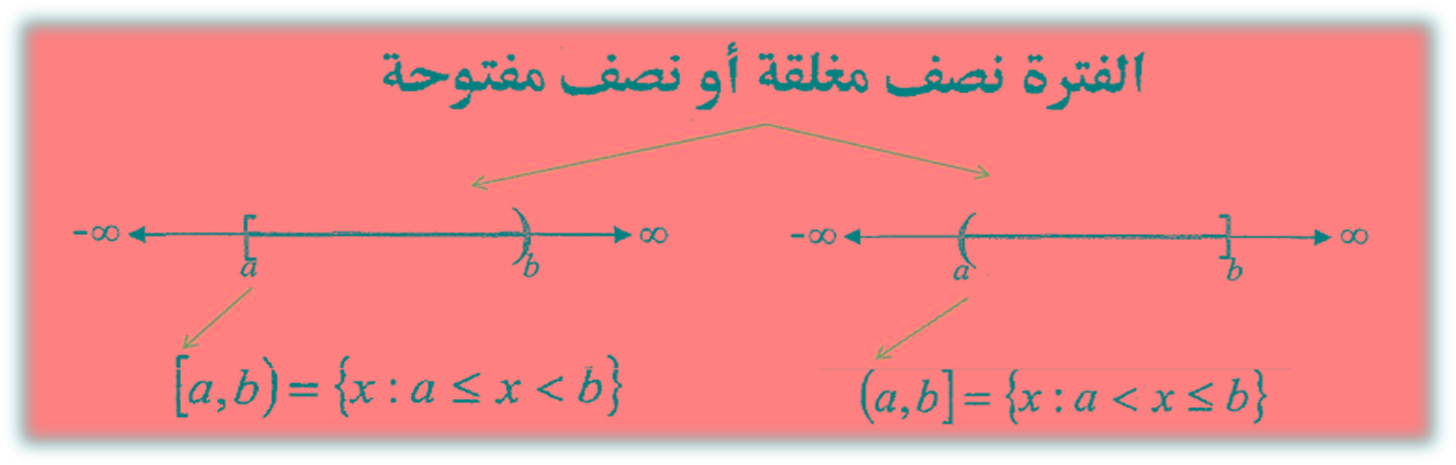 الفترة نصف مغلقة أو نصف مفتوحة
-∞ [ ) ∞
a b
-∞ ( ] ∞
a b
[a,b) = {x : a ≤ x < b}
(a,b] = {x : a < x ≤ b}